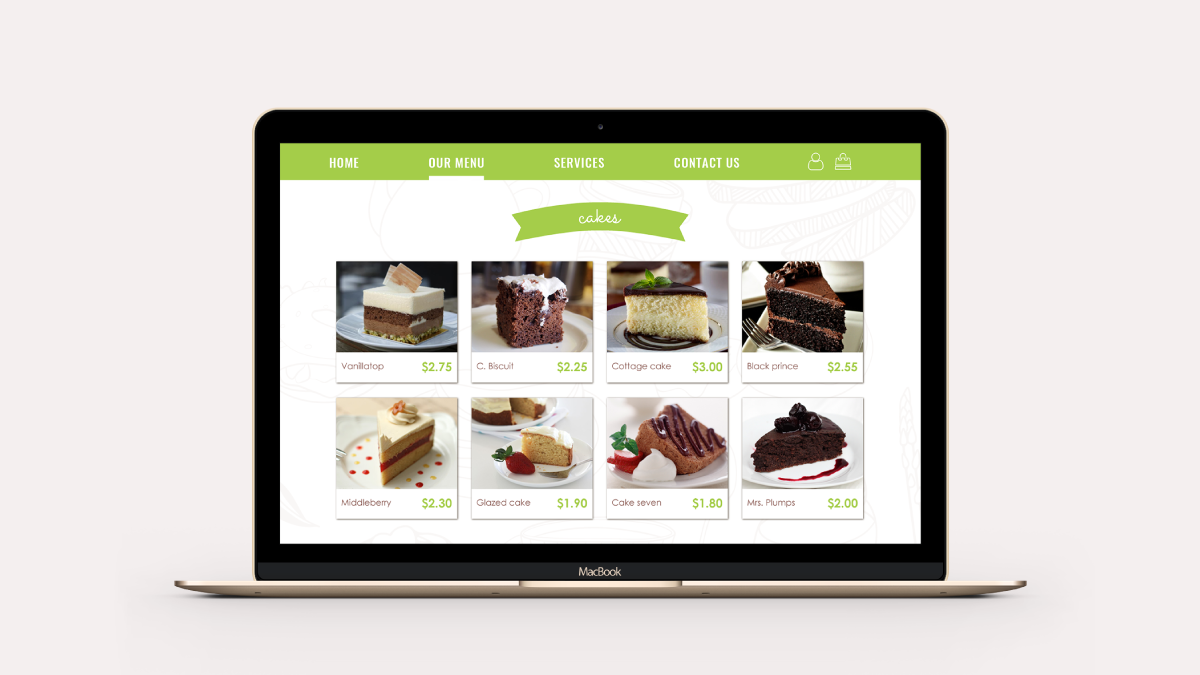 HOME OUR MENU SERVICES CONTACT US
cakes
Vanillatop $2.75 C. Biscuit $2.25 Cottage cake $3.00 Black prince $2.55
Middleberry $2.30 Glazed cake $1.90 Cake seven $1.80 Mrs. Plumps $2.00
MacBook